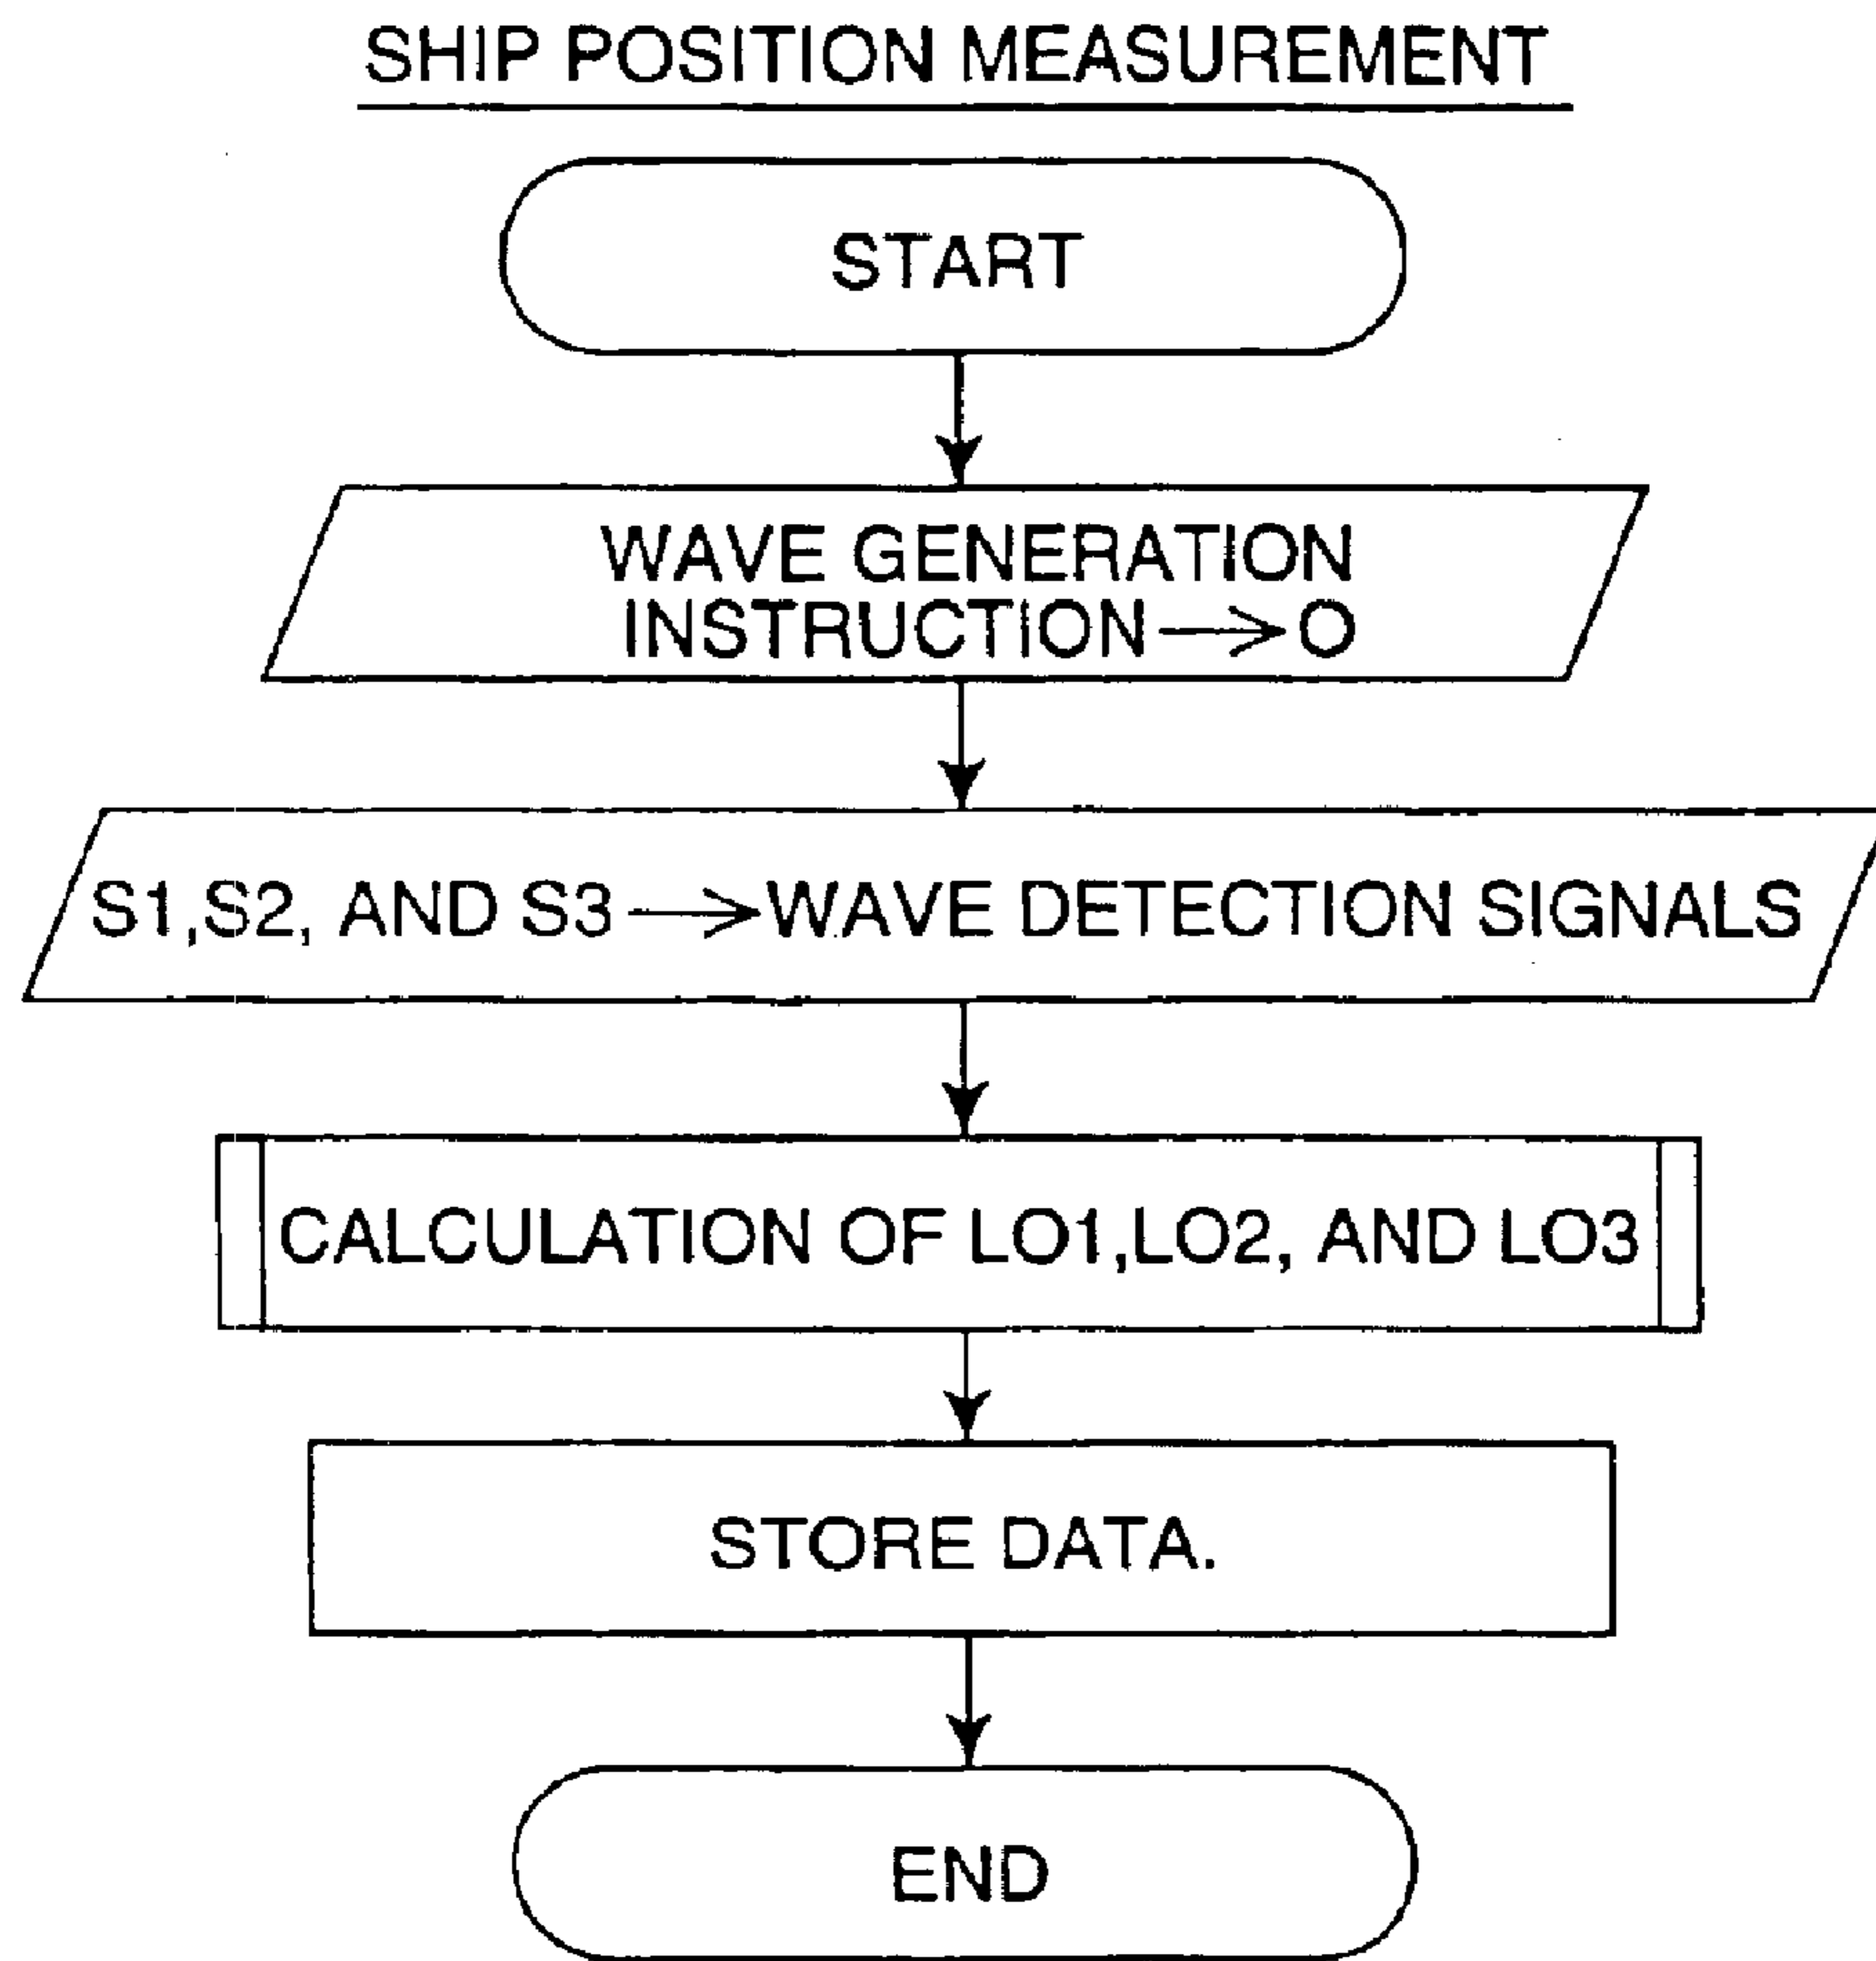 SHIP POSITION MEASUREMENT
START
WAVE GENERATION
INSTRUCTION→O
S1,S2, AND S3 →WAVE DETECTION SIGNALS
CALCULATION OF LO1,LO2, AND LO3
STORE DATA.
END